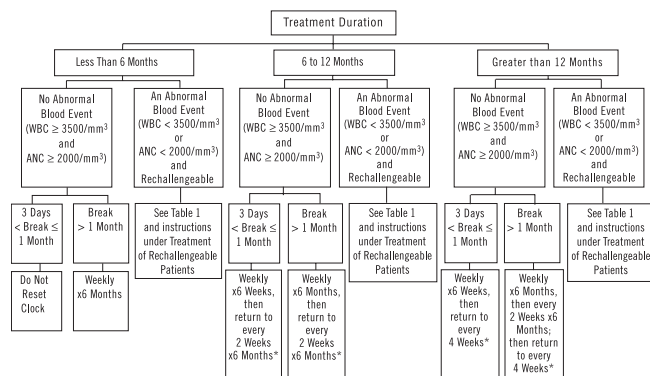 Treatment Duration
Less Than 6 Months
6 to 12 Months
Greater than 12 Months
No Abnormal
Blood Event
(WBC ≥ 3500/mm3
and
ANC ≥ 2000/mm3)
An Abnormal
Blood Event
(WBC < 3500/mm3
or
ANC < 2000/mm3)
and
Rechallengeable
No Abnormal
Blood Event
(WBC ≥ 3500/mm3
and
ANC ≥ 2000/mm3)
An Abnormal
Blood Event
(WBC < 3500/mm3
or
ANC < 2000/mm3)
and
Rechallengeable
No Abnormal
Blood Event
(WBC ≥ 3500/mm3
and
ANC ≥ 2000/mm3)
An Abnormal
Blood Event
(WBC < 3500/mm3
or
ANC < 2000/mm3)
and
Rechallengeable
3 Days
< Break ≤
1 Month
Break
> 1 Month
See Table 1
and instructions
under Treatment
of Rechallengeable
Patients
3 Days
< Break ≤
1 Month
Break
> 1 Month
See Table 1
and instructions
under Treatment
of Rechallengeable
Patients
3 Days
< Break ≤
1 Month
Break
> 1 Month
See Table 1
and instructions
under Treatment
of Rechallengeable
Patients
Do Not
Reset
Clock
Weekly
x6 Months
Weekly
x6 Weeks,
then
return to
every
2 Weeks
x6 Months*
Weekly
x6 Months,
then
return to
every
2 Weeks
x6 Months*
Weekly
x6 Weeks,
then
return to
every
4 Weeks*
Weekly
x6 Months,
then every
2 Weeks x6
Months;
then return
to every
4 Weeks*